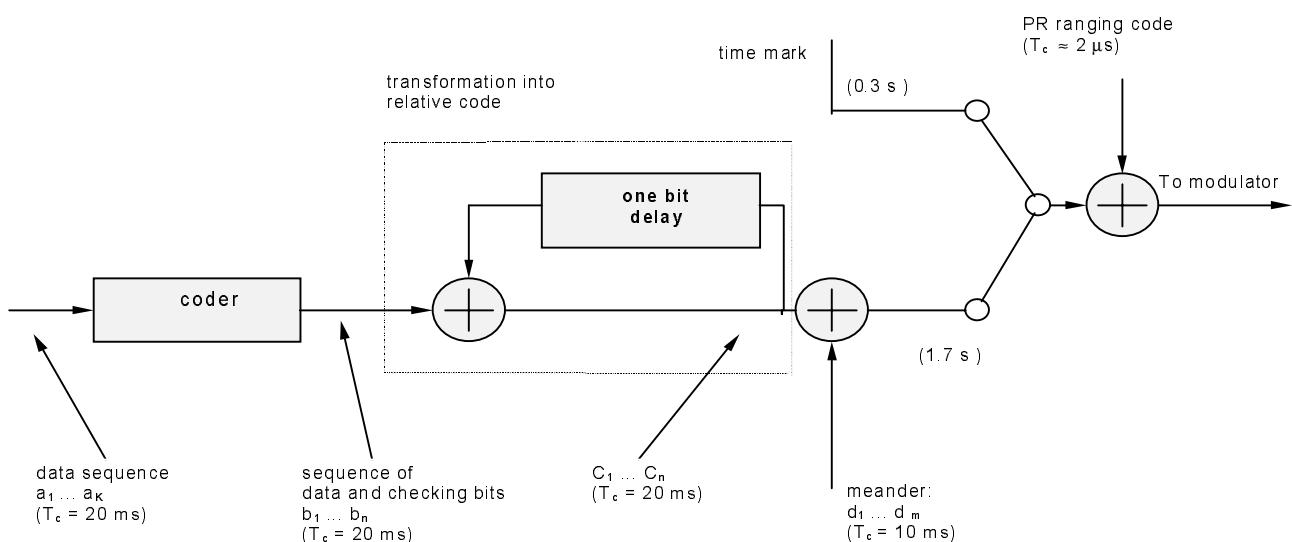 PR ranging code
(Tc ≈ 2 μs)
time mark
(0.3 s )
transformation into
relative code
one bit
delay
To modulator
coder
(1.7 s )
data sequence
a1 ... aK
(Tc = 20 ms)
sequence of
data and checking bits
b1 ... bn
(Tc = 20 ms)
C1 ... Cn
(Tc = 20 ms)
meander:
d1 ... d m
(Tc = 10 ms)